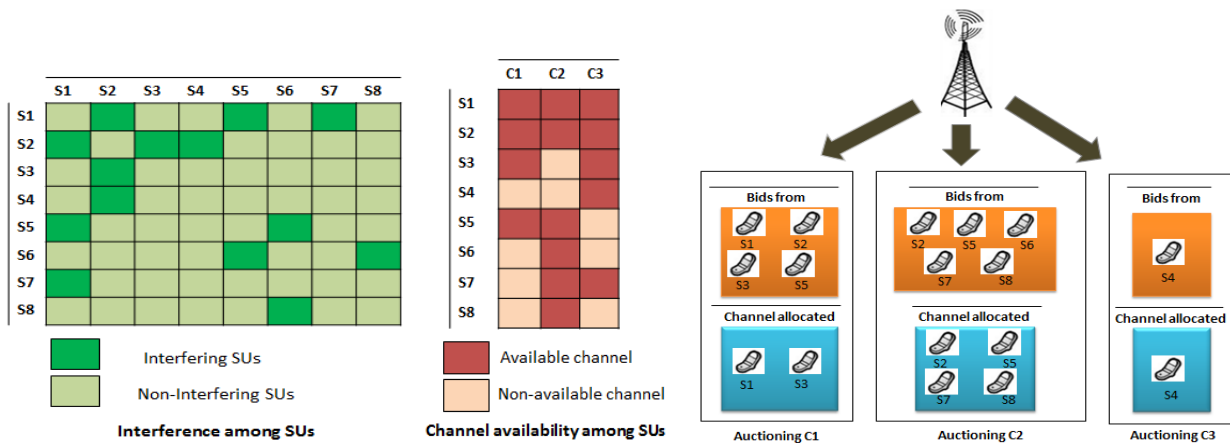 S1 S2 S3 S4 S5 S6 S7 S8
S1
S2
S3
S4
S5
S6
S7
S8
Interfering SUs
Non-Interfering SUs
Interference among SUs
C1 C2 C3
S1
S2
S3
S4
S5
S6
S7
S8
Available channel
Non-available channel
Channel availability among SUs
Bids from
S1 S2
S3 S5
Channel allocated
S1 S3
Auctioning C1
Bids from
S2 S5 S6
S7 S8
Channel allocated
S2 S5
S7 S8
Auctioning C2
Bids from
S4
Channel allocated
S4
Auctioning C3